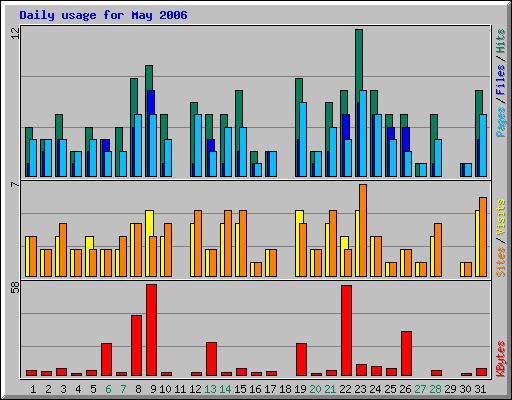 Daily usage for May 2006
12
7
58
Pages/Files/Hits
Sites/Visits
KBytes
1 2 3 4 5 6 7 8 9 10 11 12 13 14 15 16 17 18 19 20 21 22 23 24 25 26 27 28 29 30 31